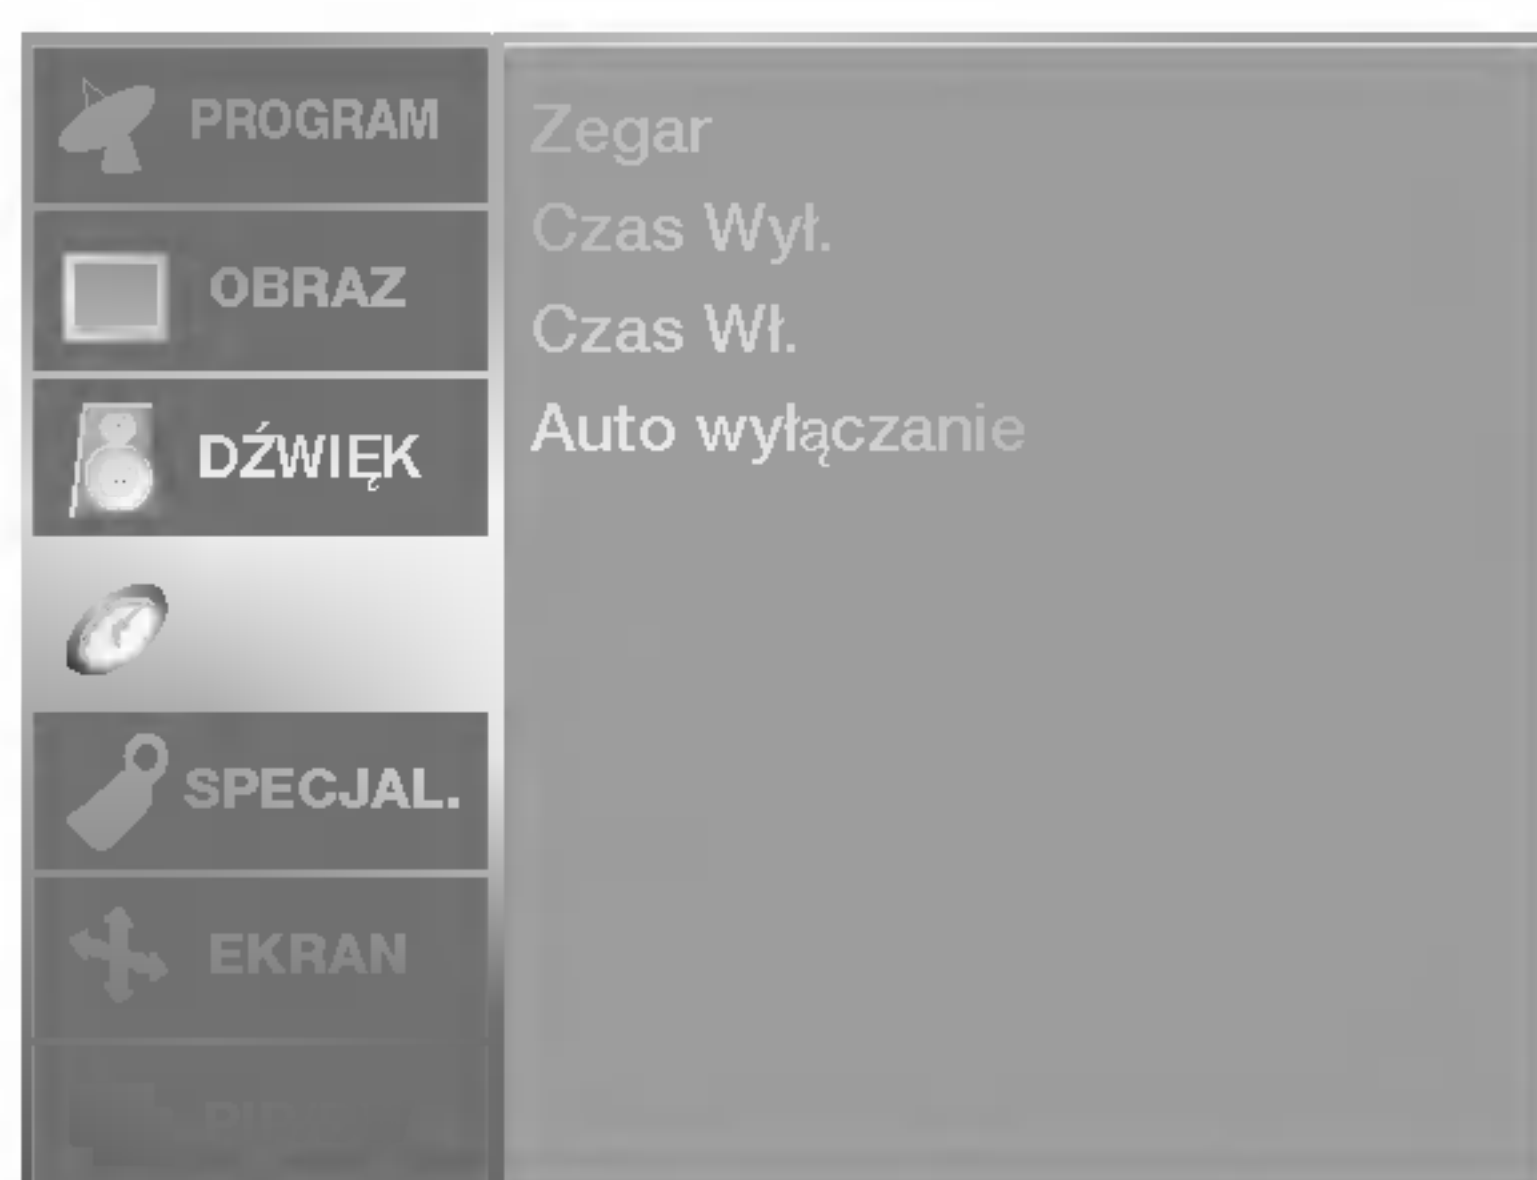 PROGRAM
OBRAZ
DŹWIĘK
SPECJAL.
EKRAN
Zegar
Czas Wył.
Czas Wł.
Auto wyłączanie